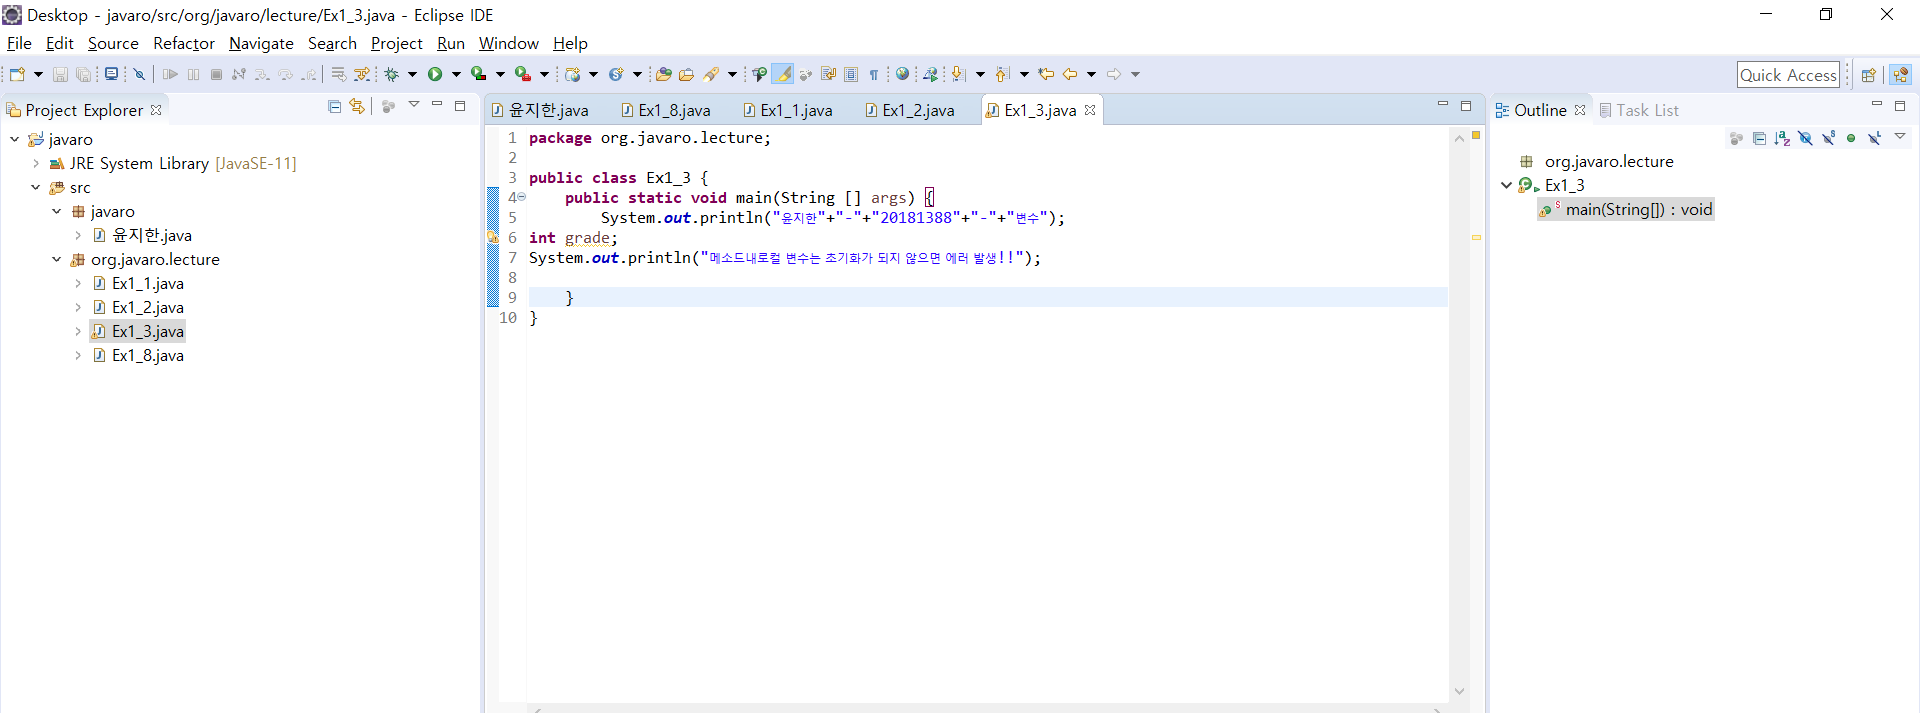 Desktop - javaro/src/org/javaro/lecture/Ex1_3.java - Eclipse IDE
File Edit Source Refactor Navigate Search Project Run Window Help
Quick Access
Project Explorer
javaro
JRE System Library [JavaSE-11]
src
javaro
윤지한.java
org.javaro.lecture
Ex1_1.java
Ex1_2.java
Ex1_3.java
Ex1_8.java
윤지한.java Ex1_8.java Ex1_1.java Ex1_2.java Ex1_3.java
1 package org.javaro.lecture;
2
3 public class Ex1_3 {
4 public static void main(String [] args) {
5 System.out.println("윤지한"+"-"+"20181388"+"-"+"변수");
6 int grade;
7 System.out.println("메소드내로컬 변수는 초기화가 되지 않으면 에러 발생!!");
8
9 }
10 }
Outline Task List
org.javaro.lecture
Ex1_3
main(String[]) : void